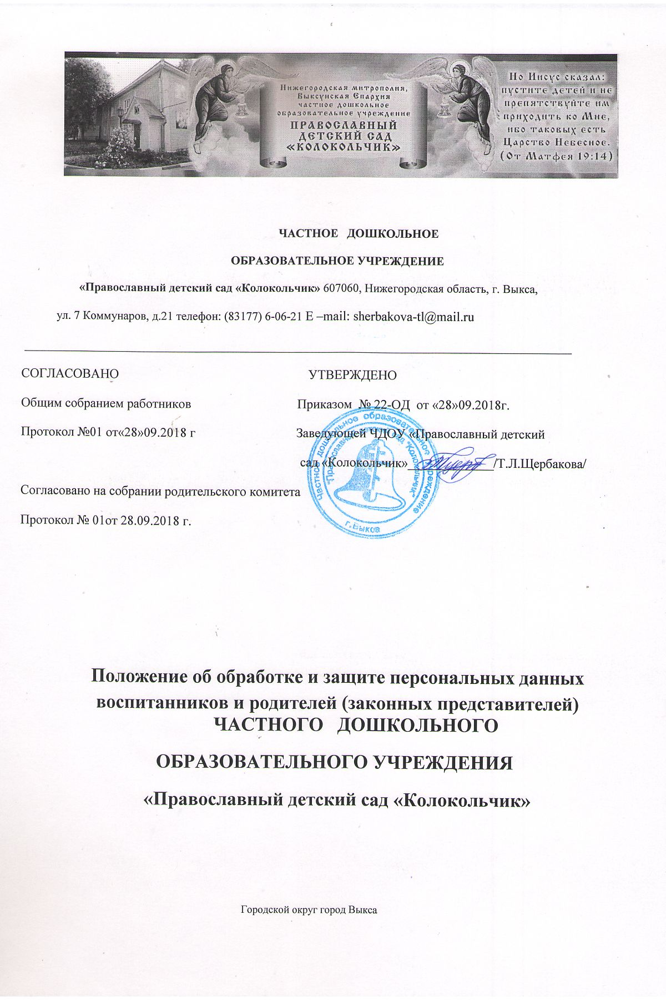 Нижегородская митрополия,
Выксунская Епархия
частное дошкольное
образовательное учреждение
ПРАВОСЛАВНЫЙ
ДЕТСКИЙ САД
«КОЛОКОЛЬЧИК»
Но Иисус сказал:
пустите детей и не
препятствуйте им
приходить ко Мне,
ибо таковых есть
Царство Небесное.
(От Матфея 19:14)
ЧАСТНОЕ ДОШКОЛЬНОЕ
ОБРАЗОВАТЕЛЬНОЕ УЧРЕЖДЕНИЕ
«Православный детский сад «Колокольчик» 607060, Нижегородская область, г. Выкса,
ул. 7 Коммунаров, д.21 телефон: (83177) 6-06-21 E –mail: sherbakova-tl@mail.ru
СОГЛАСОВАНО УТВЕРЖДЕНО
Общим собранием работников Приказом № 22-ОД от «28»09.2018г.
Протокол №01 от«28»09.2018 г Заведующей ЧДОУ «Православный детский
сад «Колокольчик»_____________/Т.Л.Щербакова/
Согласовано на собрании родительского комитета
Протокол № 01от 28.09.2018 г.
Частное дошкольное образовательное учреждение
"Православный детский сад "Колокольчик"
г.Выкса
Положение об обработке и защите персональных данных
воспитанников и родителей (законных представителей)
ЧАСТНОГО ДОШКОЛЬНОГО
ОБРАЗОВАТЕЛЬНОГО УЧРЕЖДЕНИЯ
«Православный детский сад «Колокольчик»
Городской округ город Выкса